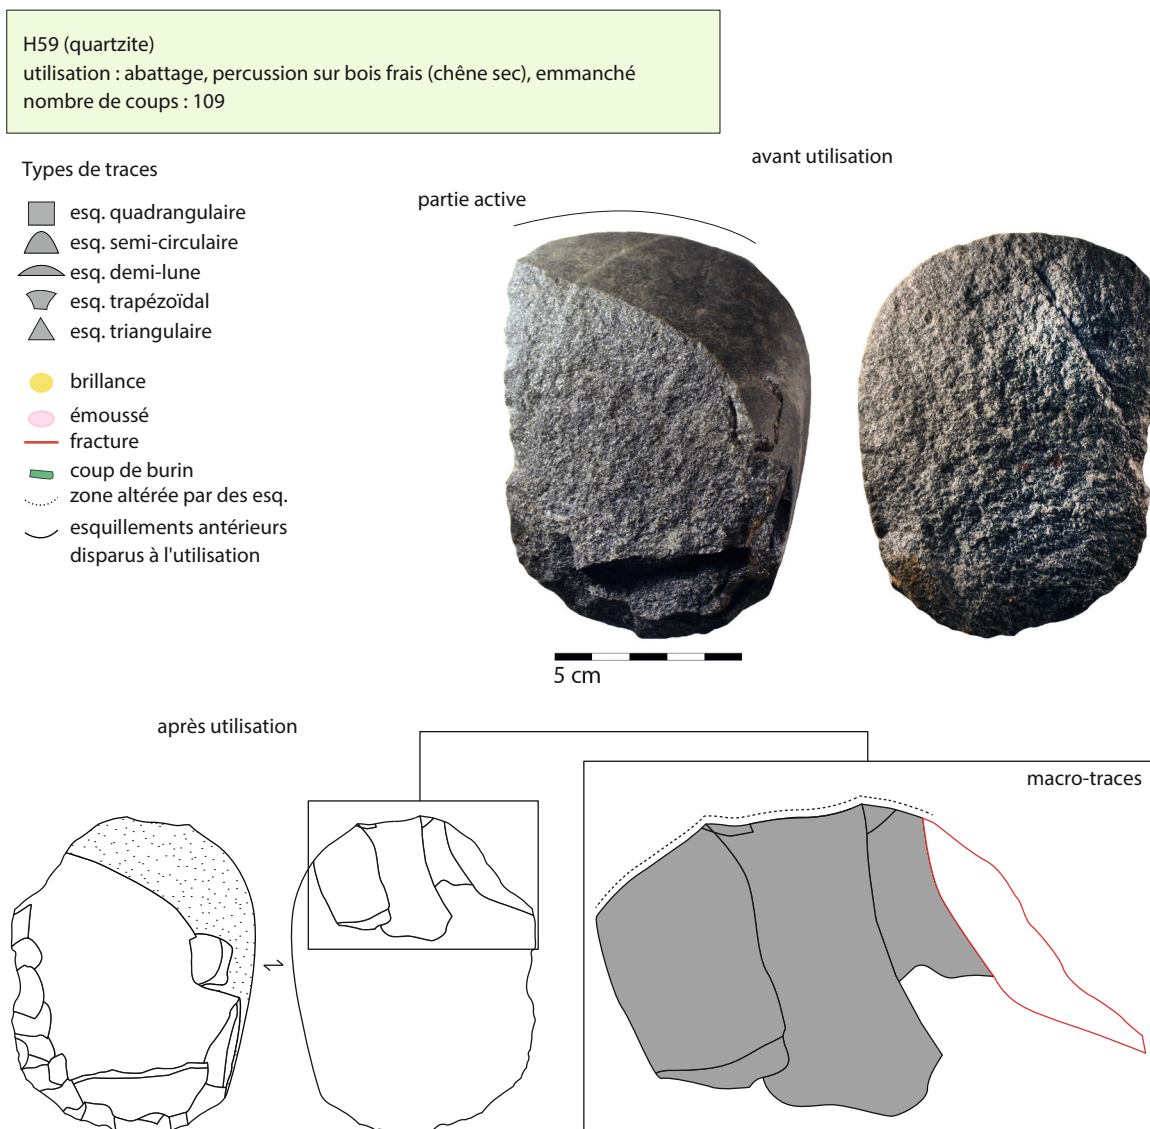 H59 (quartzite)
utilisation : abattage, percussion sur bois frais (chêne sec), emmanché
nombre de coups : 109
Types de traces
esq. quadrangulaire
esq. semi-circulaire
esq. demi-lune
esq. trapézoïdal
esq. triangulaire
brillance
émoussé
fracture
coup de burin
zone altérée par des esq.
esquillements antérieurs
disparus à l'utilisation
avant utilisation
partie active
5 cm
après utilisation
macro-traces